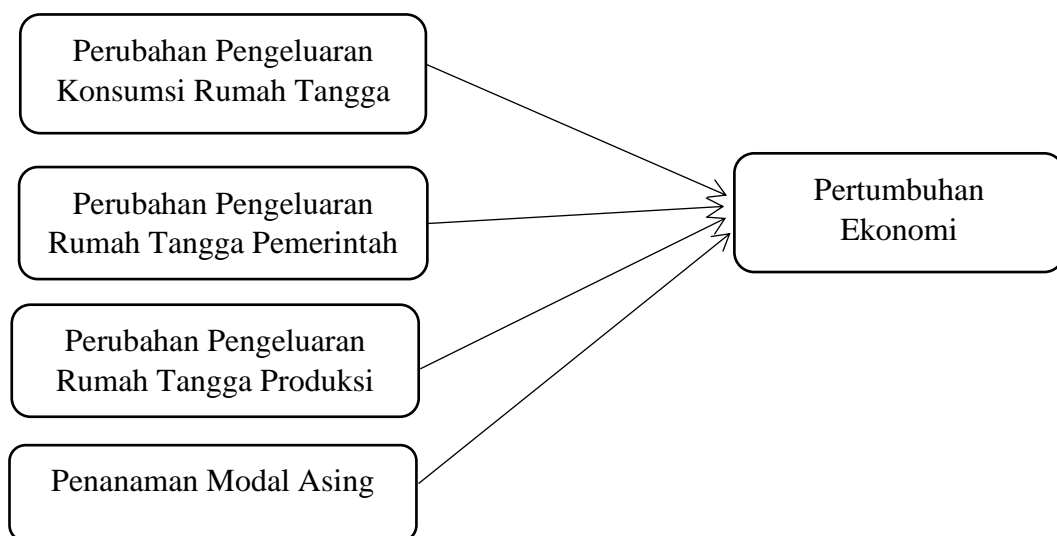 Perubahan Pengeluaran
Konsumsi Rumah Tangga
Perubahan Pengeluaran
Rumah Tangga Pemerintah
Perubahan Pengeluaran
Rumah Tangga Produksi
Penanaman Modal Asing
Pertumbuhan
Ekonomi